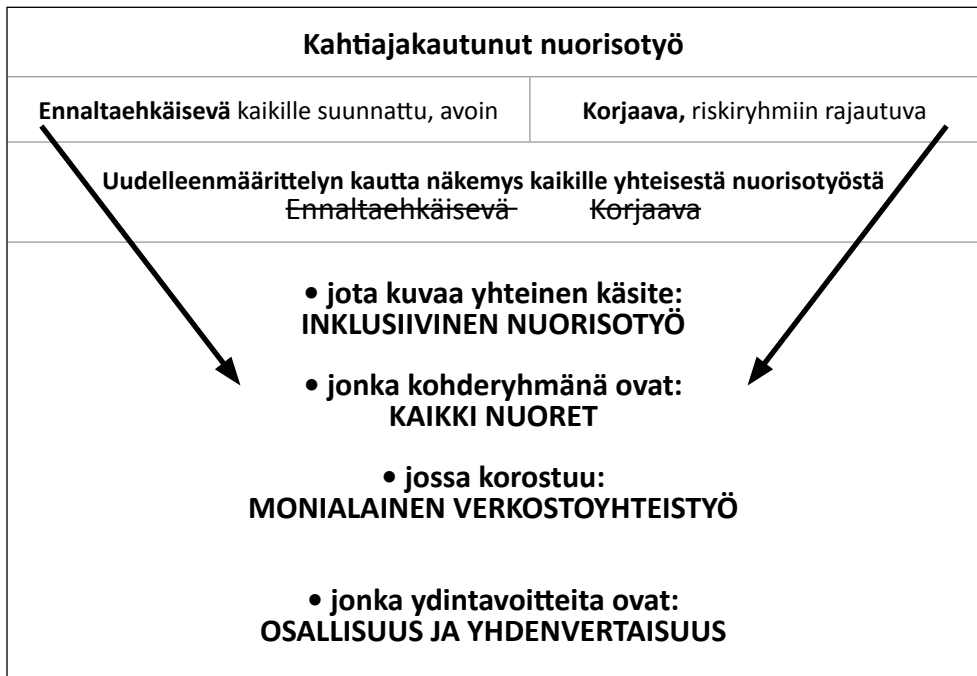 Kahtiajakautunut nuorisotyö
Ennaltaehkäisevä kaikille suunnattu, avoin
Korjaava, riskiryhmiin rajautuva
Uudelleenmäärittelyn kautta näkemys kaikille yhteisestä nuorisotyöstä
Ennaltaehkäisevä Korjaava
• jota kuvaa yhteinen käsite:
INKLUSIIVINEN NUORISOTYÖ
• jonka kohderyhmänä ovat:
KAIKKI NUORET
• jossa korostuu:
MONIALAINEN VERKOSTOYHTEISTYÖ
• jonka ydintavoitteita ovat:
OSALLISUUS JA YHDENVERTAISUUS